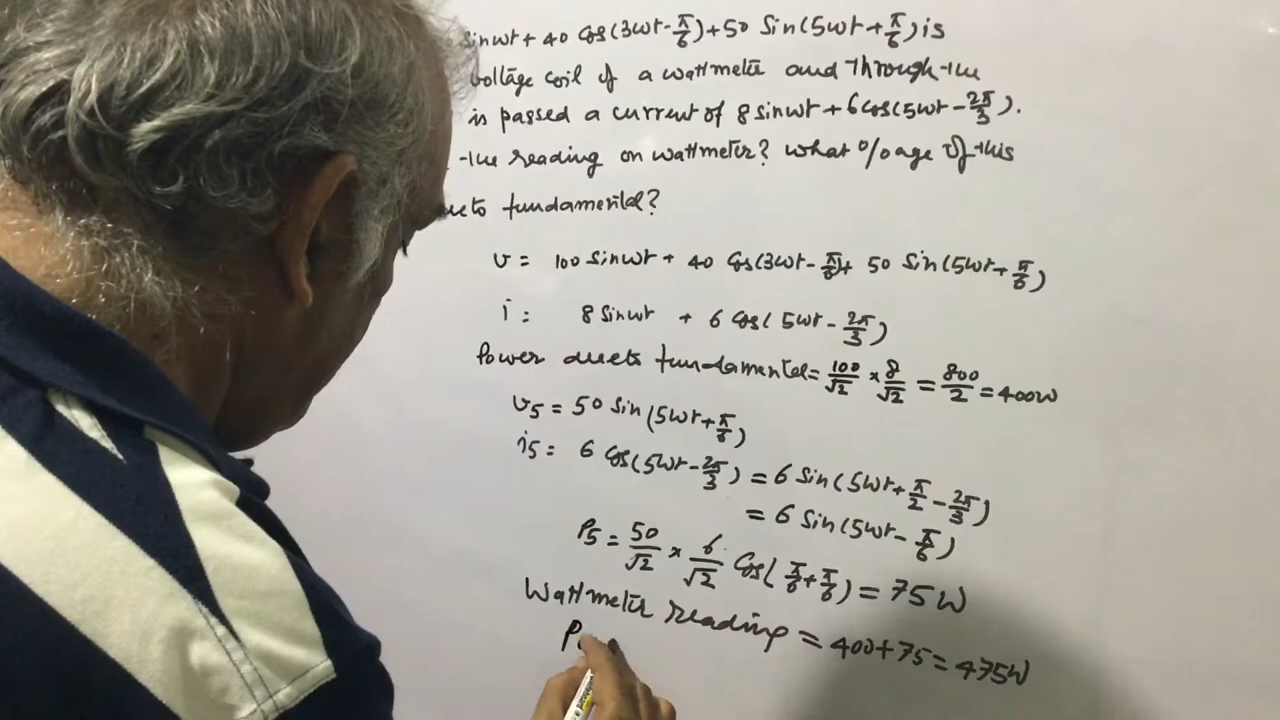 sinωt + 40 Cos(3ωt - π/6) + 50 Sin(5ωt + π/6) is
voltage coil of a wattmeter and through the
is passed a current of 8 sinωt + 6 cos(5ωt - 2π/3).
the reading on wattmeter? what %age of this
due to fundamental?
v = 100 Sinωt + 40 Cos(3ωt - π/6) + 50 Sin(5ωt + π/6)
i = 8 Sinωt + 6 Cos(5ωt - 2π/3)
Power due to fundamental = 100/√2 × 8/√2 = 800/2 = 400W
v5 = 50 sin(5ωt + π/6)
i5 = 6 Cos(5ωt - 2π/3) = 6 Sin(5ωt + π/2 - 2π/3)
= 6 Sin(5ωt - π/6)
P5 = 50/√2 × 6/√2 Cos(π/6 + π/6) = 75W
Wattmeter reading = 400 + 75 = 475W
P